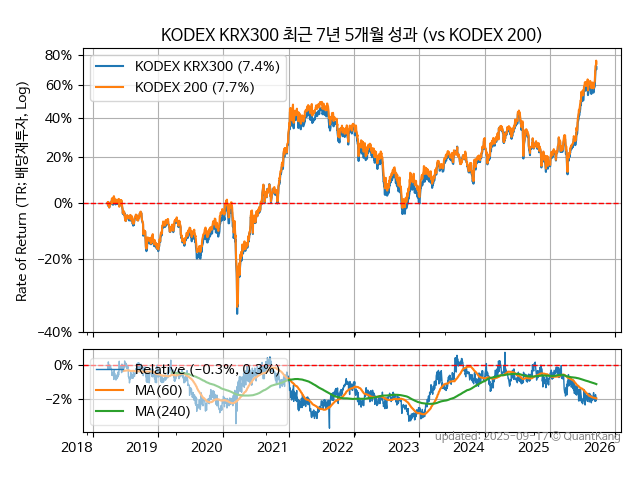 KODEX KRX300 최근 7년 5개월 성과 (vs KODEX 200)
Rate of Return (TR: 배당재투자, Log)
80%
60%
40%
20%
0%
−20%
−40%
KODEX KRX300 (7.4%)
KODEX 200 (7.7%)
0%
−2%
Relative (−0.3%, 0.3%)
MA(60)
MA(240)
2018 2019 2020 2021 2022 2023 2024 2025 2026
updated: 2025-09-17 © QuantKang